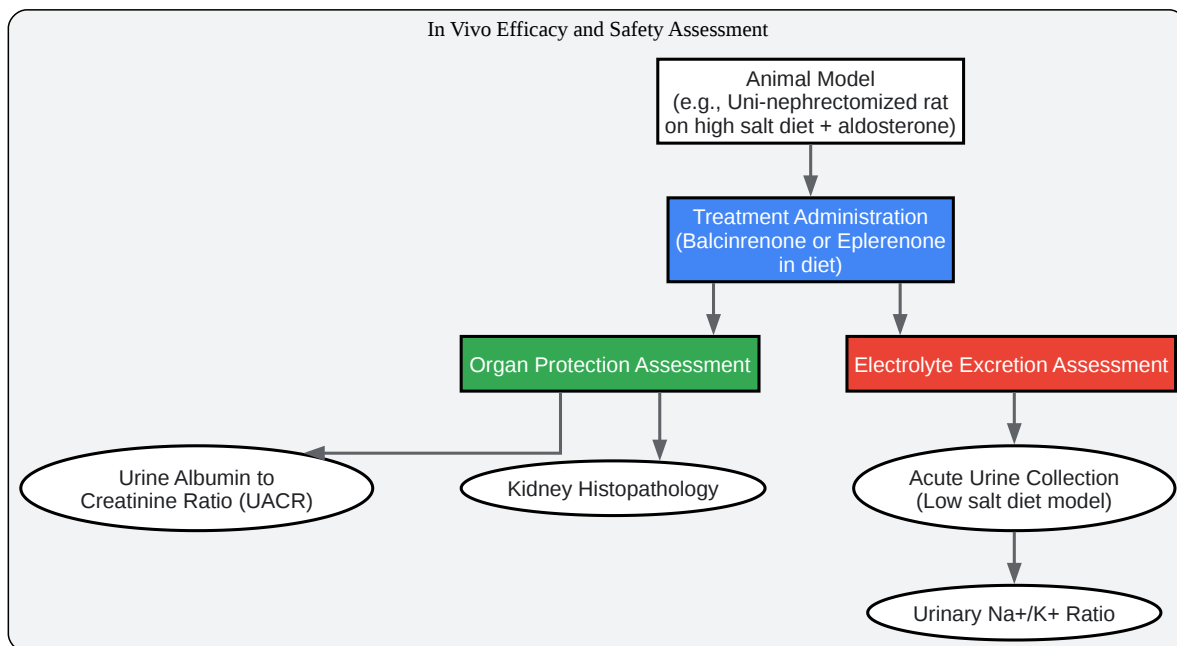 In Vivo Efficacy and Safety Assessment
Animal Model
(e.g., Uni-nephrectomized rat
on high salt diet + aldosterone)
Treatment Administration
(Balcinrenone or Eplerenone
in diet)
Organ Protection Assessment
Electrolyte Excretion Assessment
Urine Albumin to
Creatinine Ratio (UACR)
Kidney Histopathology
Acute Urine Collection
(Low salt diet model)
Urinary Na+/K+ Ratio